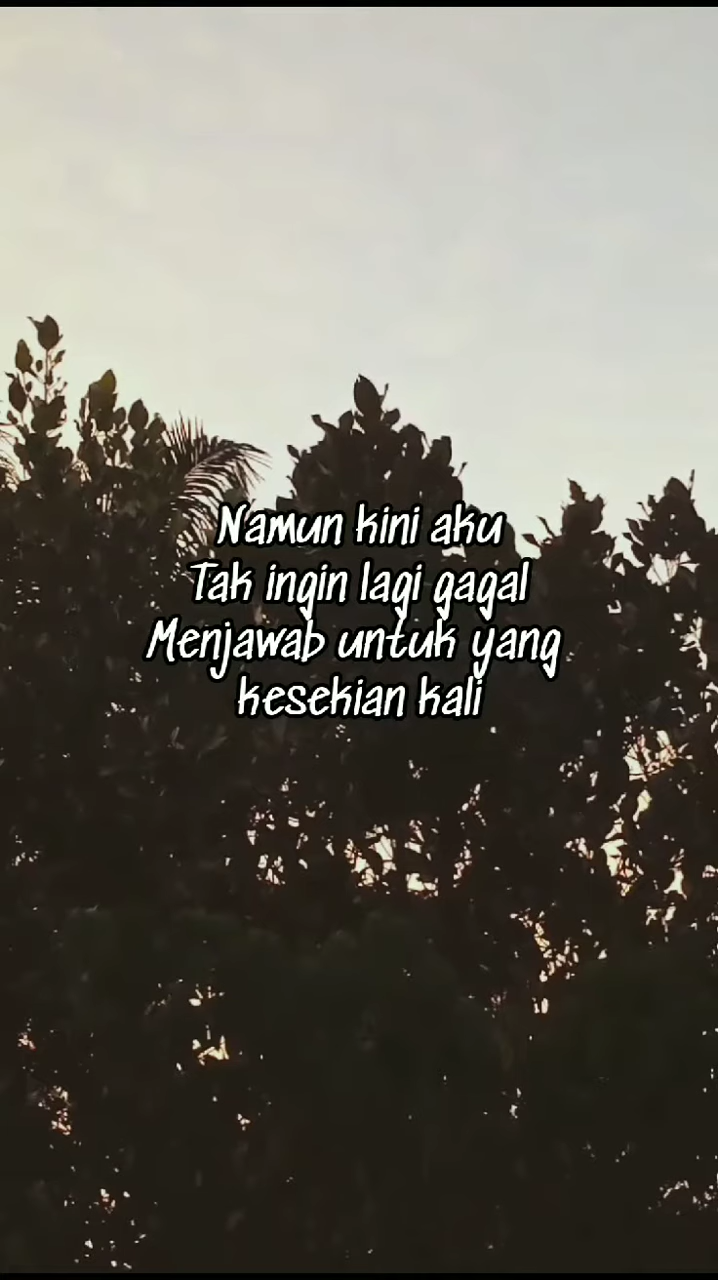 Namun kini aku
Tak ingin lagi gagal
Menjawab untuk yang
kesekian kali